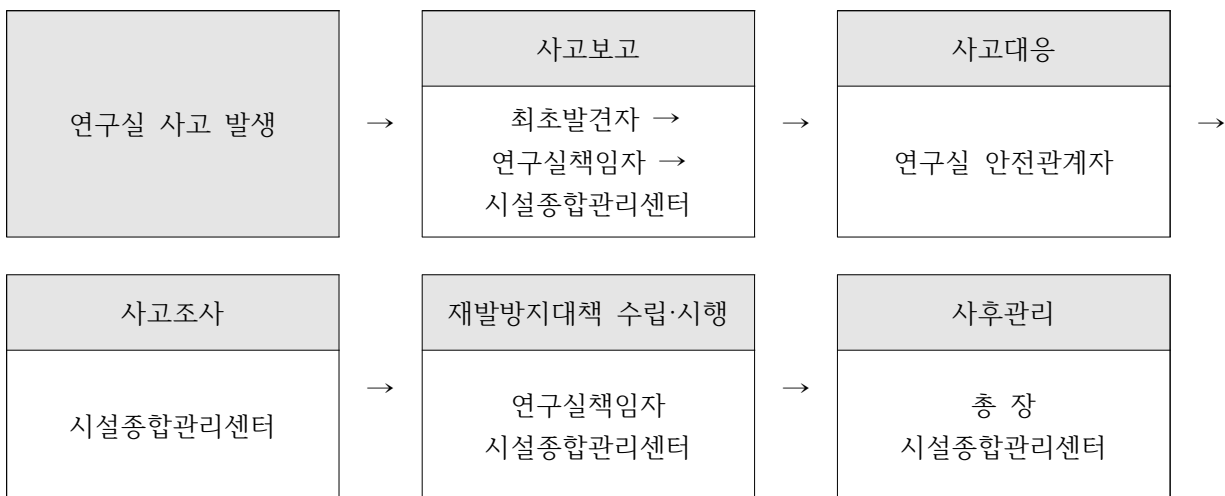 연구실 사고 발생
→
사고보고
최초발견자 →
연구실책임자 →
시설종합관리센터
→
사고대응
연구실 안전관계자
→
사고조사
시설종합관리센터
→
재발방지대책 수립·시행
연구실책임자
시설종합관리센터
→
사후관리
총 장
시설종합관리센터